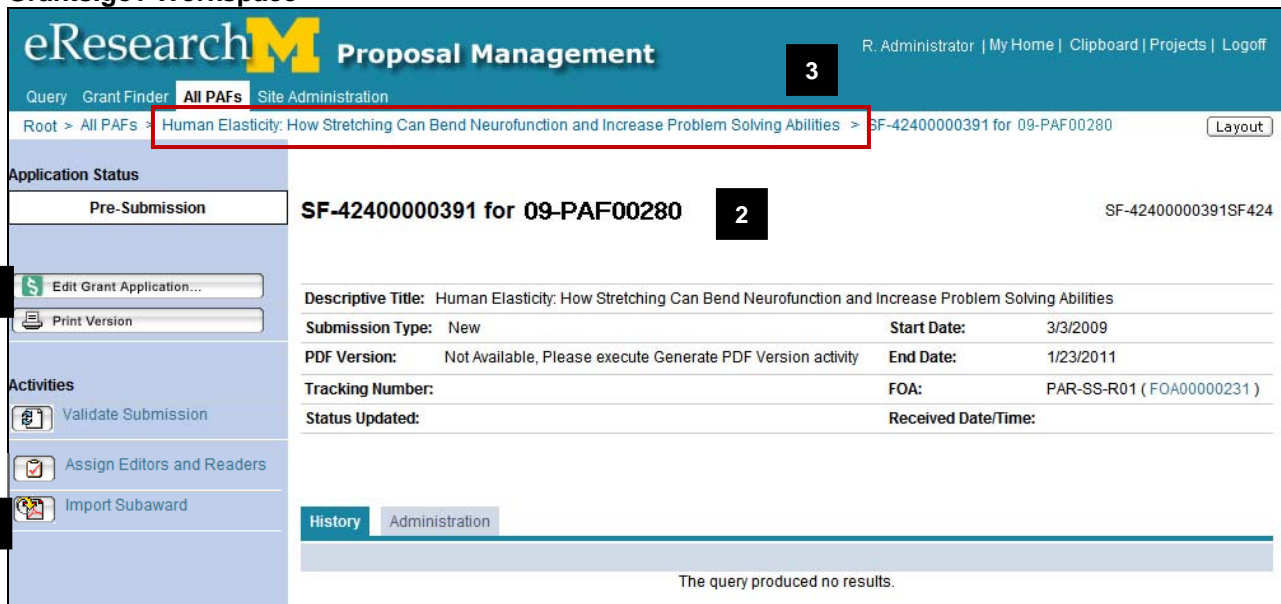 Grants.gov Workspace
eResearchM Proposal Management
R. Administrator | My Home | Clipboard | Projects | Logoff
3
Query Grant Finder All PAFs Site Administration
Root > All PAFs > Human Elasticity: How Stretching Can Bend Neurofunction and Increase Problem Solving Abilities > SF-42400000391 for 09-PAF00280
Layout
Application Status
Pre-Submission
SF-42400000391 for 09-PAF00280
2
SF-42400000391SF424
Edit Grant Application...
Print Version
Descriptive Title: Human Elasticity: How Stretching Can Bend Neurofunction and Increase Problem Solving Abilities
Submission Type: New Start Date: 3/3/2009
PDF Version: Not Available, Please execute Generate PDF Version activity End Date: 1/23/2011
Tracking Number: FOA: PAR-SS-R01 ( FOA00000231 )
Status Updated: Received Date/Time:
Activities
Validate Submission
Assign Editors and Readers
Import Subaward
History Administration
The query produced no results.